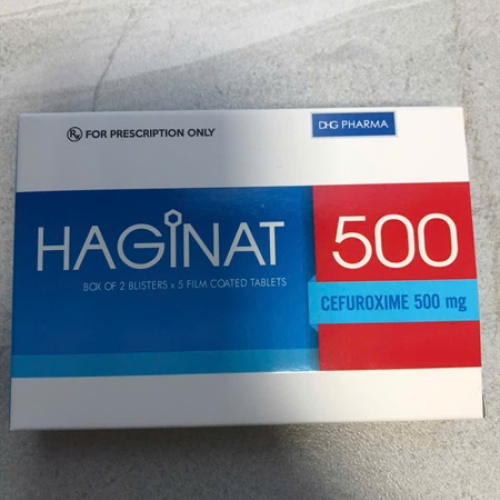 Rx FOR PRESCRIPTION ONLY
DHG PHARMA
HAGINAT 500
BOX OF 2 BLISTERS x 5 FILM COATED TABLETS
CEFUROXIME 500 mg